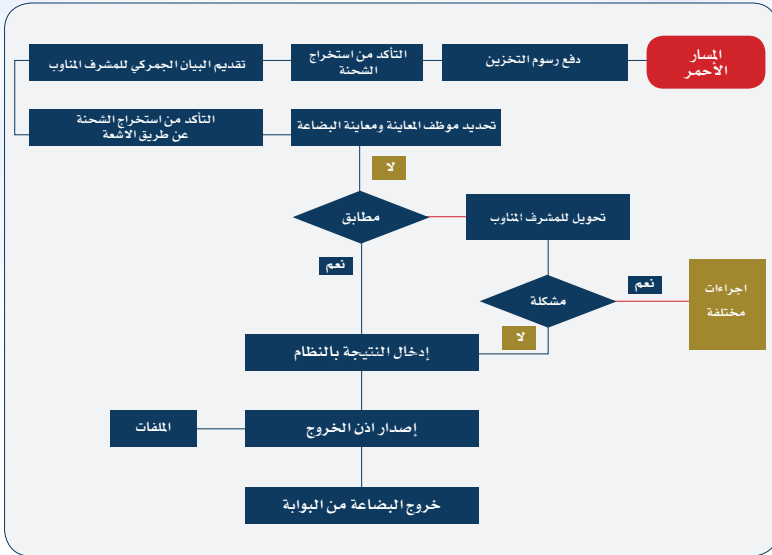 المسار
الأحمر
دفع رسوم التخزين
التأكد من استخراج
الشحنة
تقديم البيان الجمركي للمشرف المناوب
التأكد من استخراج الشحنة
عن طريق الاشعة
تحديد موظف المعاينة ومعاينة البضاعة
لا
مطابق
تحويل للمشرف المناوب
نعم
مشكلة
نعم
اجراءات
مختلفة
لا
إدخال النتيجة بالنظام
إصدار اذن الخروج
الملفات
خروج البضاعة من البوابة